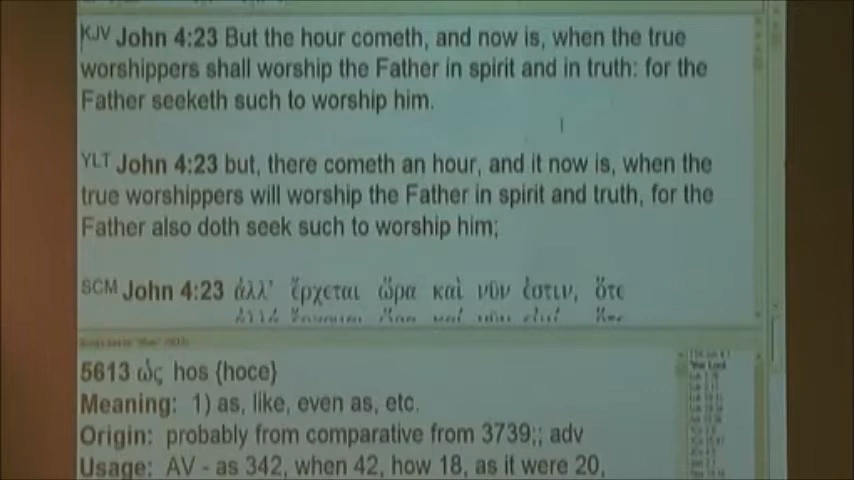 KJV John 4:23 But the hour cometh, and now is, when the true
worshippers shall worship the Father in spirit and in truth: for the
Father seeketh such to worship him.
YLT John 4:23 but, there cometh an hour, and it now is, when the
true worshippers will worship the Father in spirit and truth, for the
Father also doth seek such to worship him;
SCM John 4:23 ἀλλ' ἔρχεται ὥρα καὶ νῦν ἐστιν, ὅτε
5613 ὡς hos {hoce}
Meaning: 1) as, like, even as, etc.
Origin: probably from comparative from 3739;; adv
Usage: AV - as 342, when 42, how 18, as it were 20,